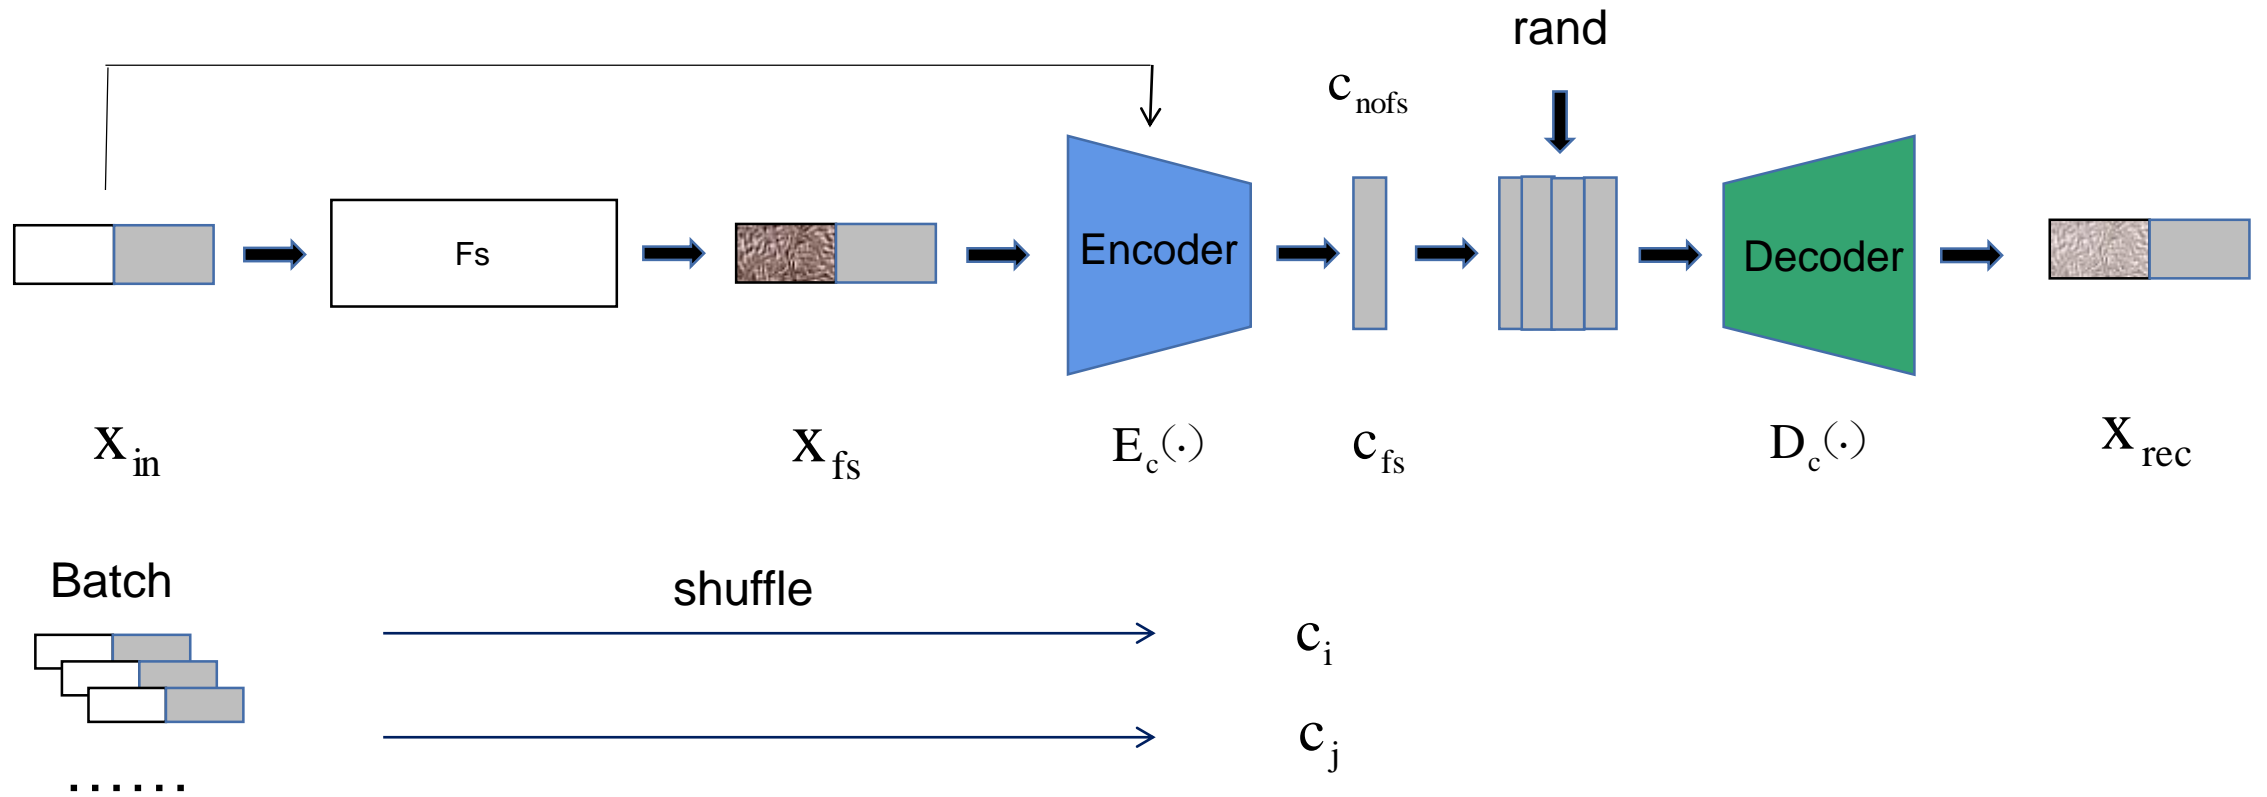 rand
c nofs
Fs
Encoder
Decoder
x in
x fs
E c (·)
c fs
D c (·)
x rec
Batch
shuffle
c i
c j
......